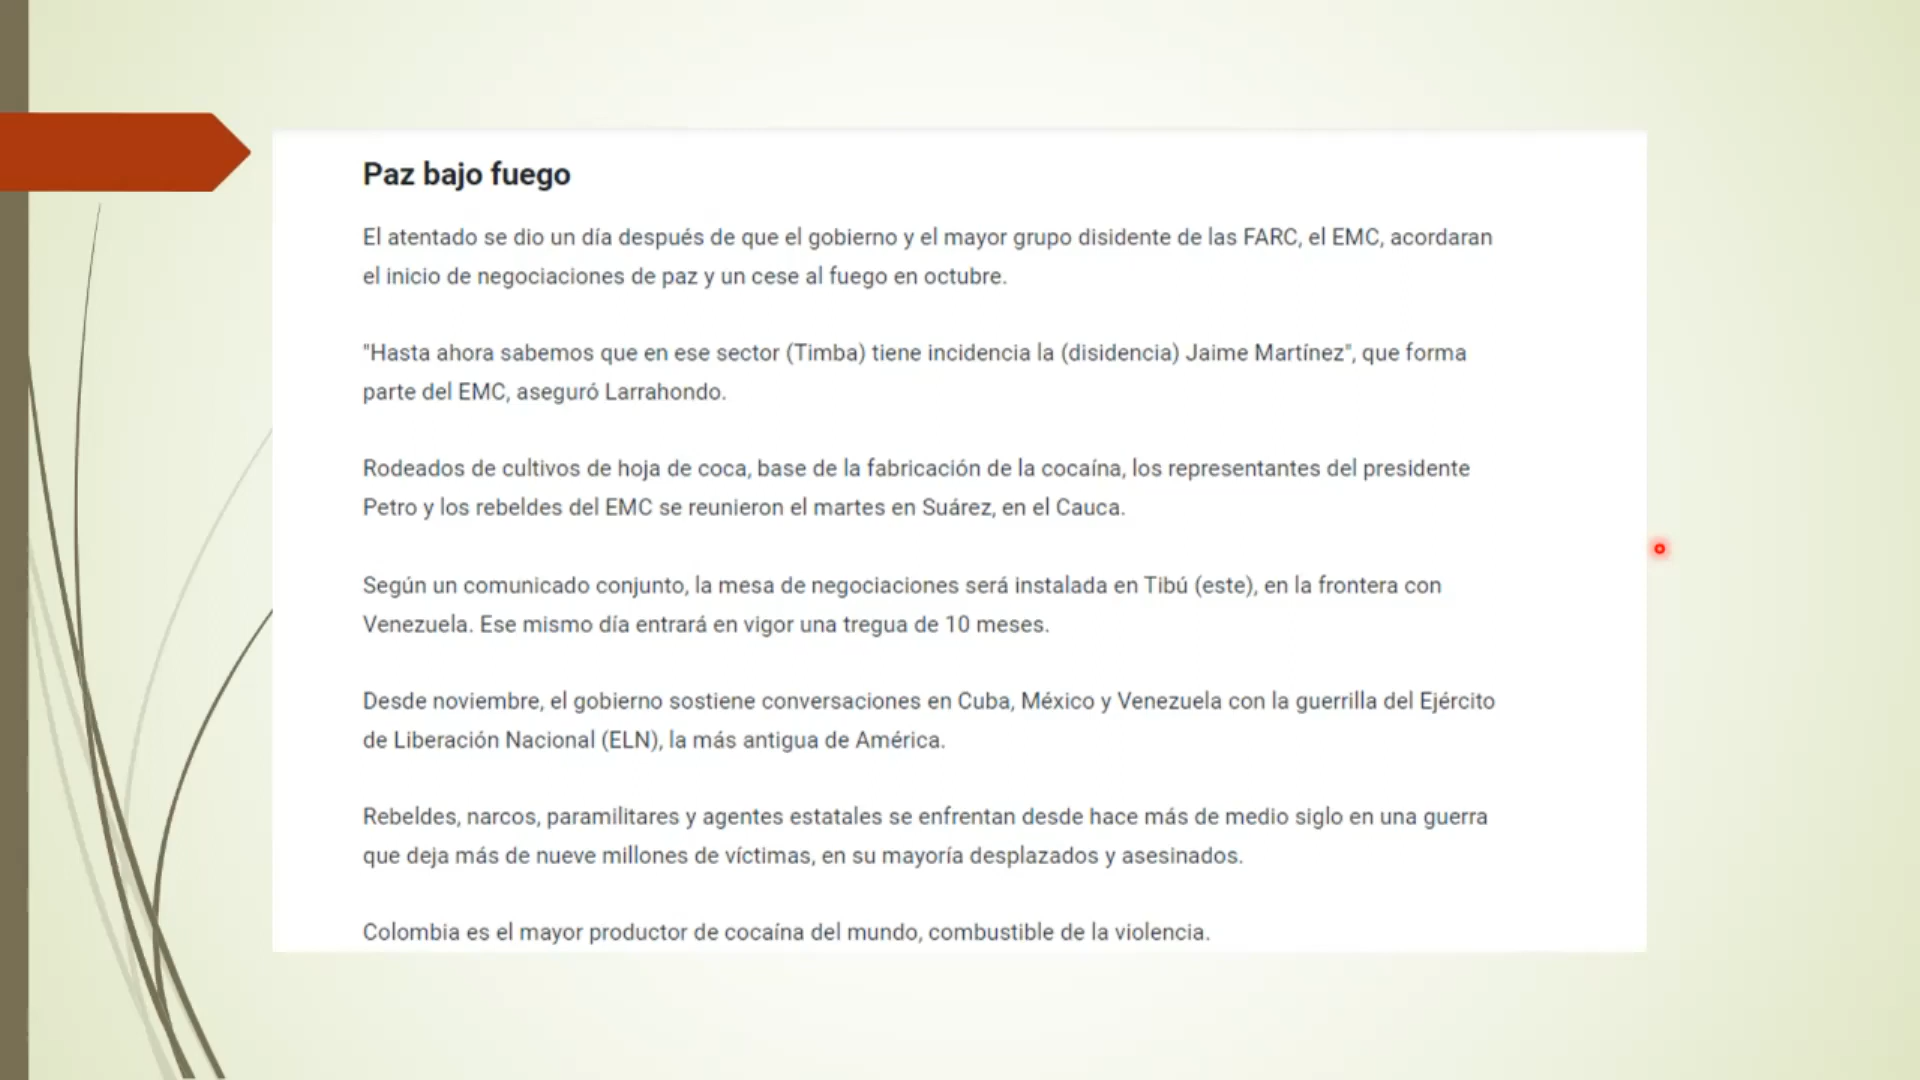 Paz bajo fuego
El atentado se dio un día después de que el gobierno y el mayor grupo disidente de las FARC, el EMC, acordaran
el inicio de negociaciones de paz y un cese al fuego en octubre.
"Hasta ahora sabemos que en ese sector (Timba) tiene incidencia la (disidencia) Jaime Martínez", que forma
parte del EMC, aseguró Larrahondo.
Rodeados de cultivos de hoja de coca, base de la fabricación de la cocaína, los representantes del presidente
Petro y los rebeldes del EMC se reunieron el martes en Suárez, en el Cauca.
Según un comunicado conjunto, la mesa de negociaciones será instalada en Tibú (este), en la frontera con
Venezuela. Ese mismo día entrará en vigor una tregua de 10 meses.
Desde noviembre, el gobierno sostiene conversaciones en Cuba, México y Venezuela con la guerrilla del Ejército
de Liberación Nacional (ELN), la más antigua de América.
Rebeldes, narcos, paramilitares y agentes estatales se enfrentan desde hace más de medio siglo en una guerra
que deja más de nueve millones de víctimas, en su mayoría desplazados y asesinados.
Colombia es el mayor productor de cocaína del mundo, combustible de la violencia.